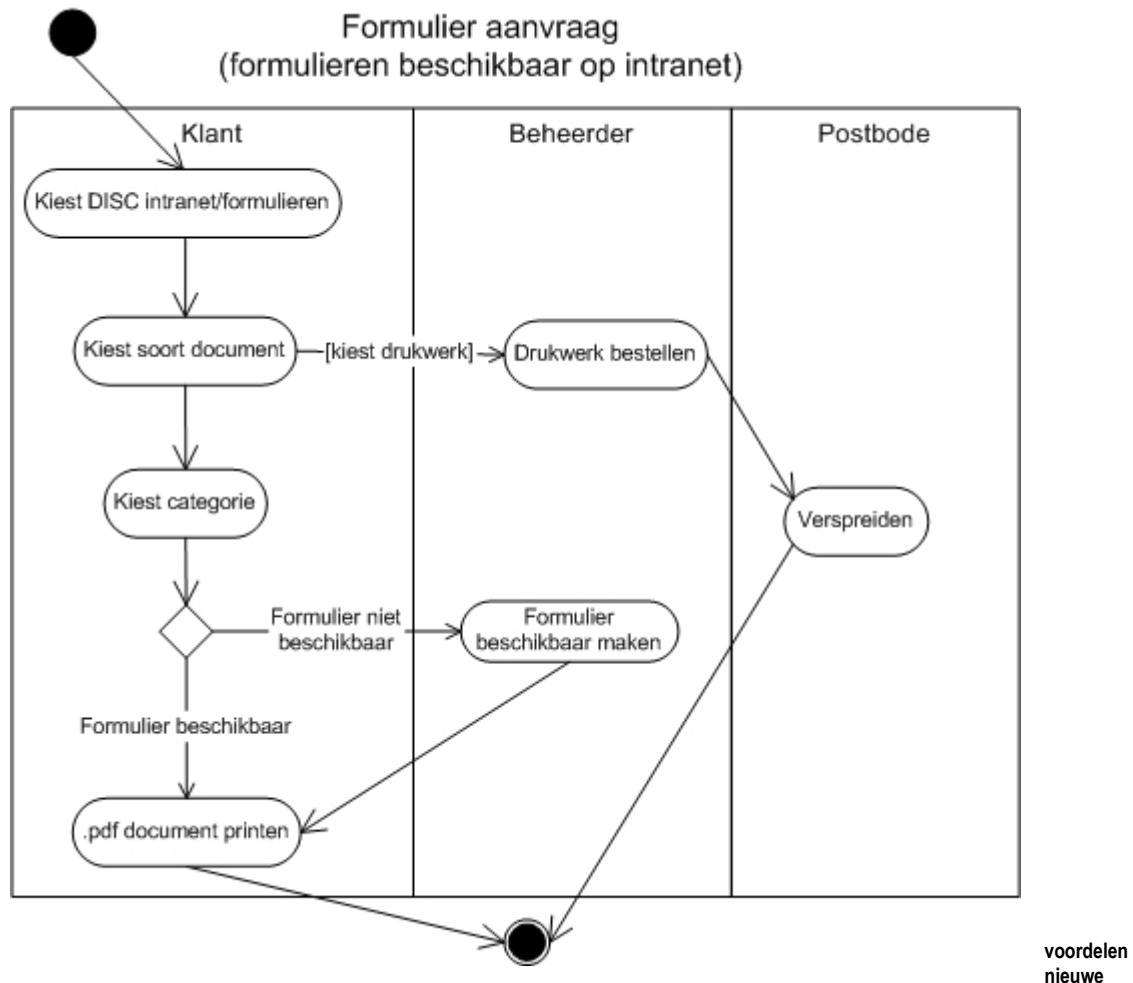 Formulier aanvraag
(formulieren beschikbaar op intranet)
Klant
Beheerder
Postbode
Kiest DISC intranet/formulieren
Kiest soort document
[kiest drukwerk]
Drukwerk bestellen
Kiest categorie
Verspreiden
Formulier niet
beschikbaar
Formulier
beschikbaar maken
Formulier beschikbaar
.pdf document printen
voordelen
nieuwe